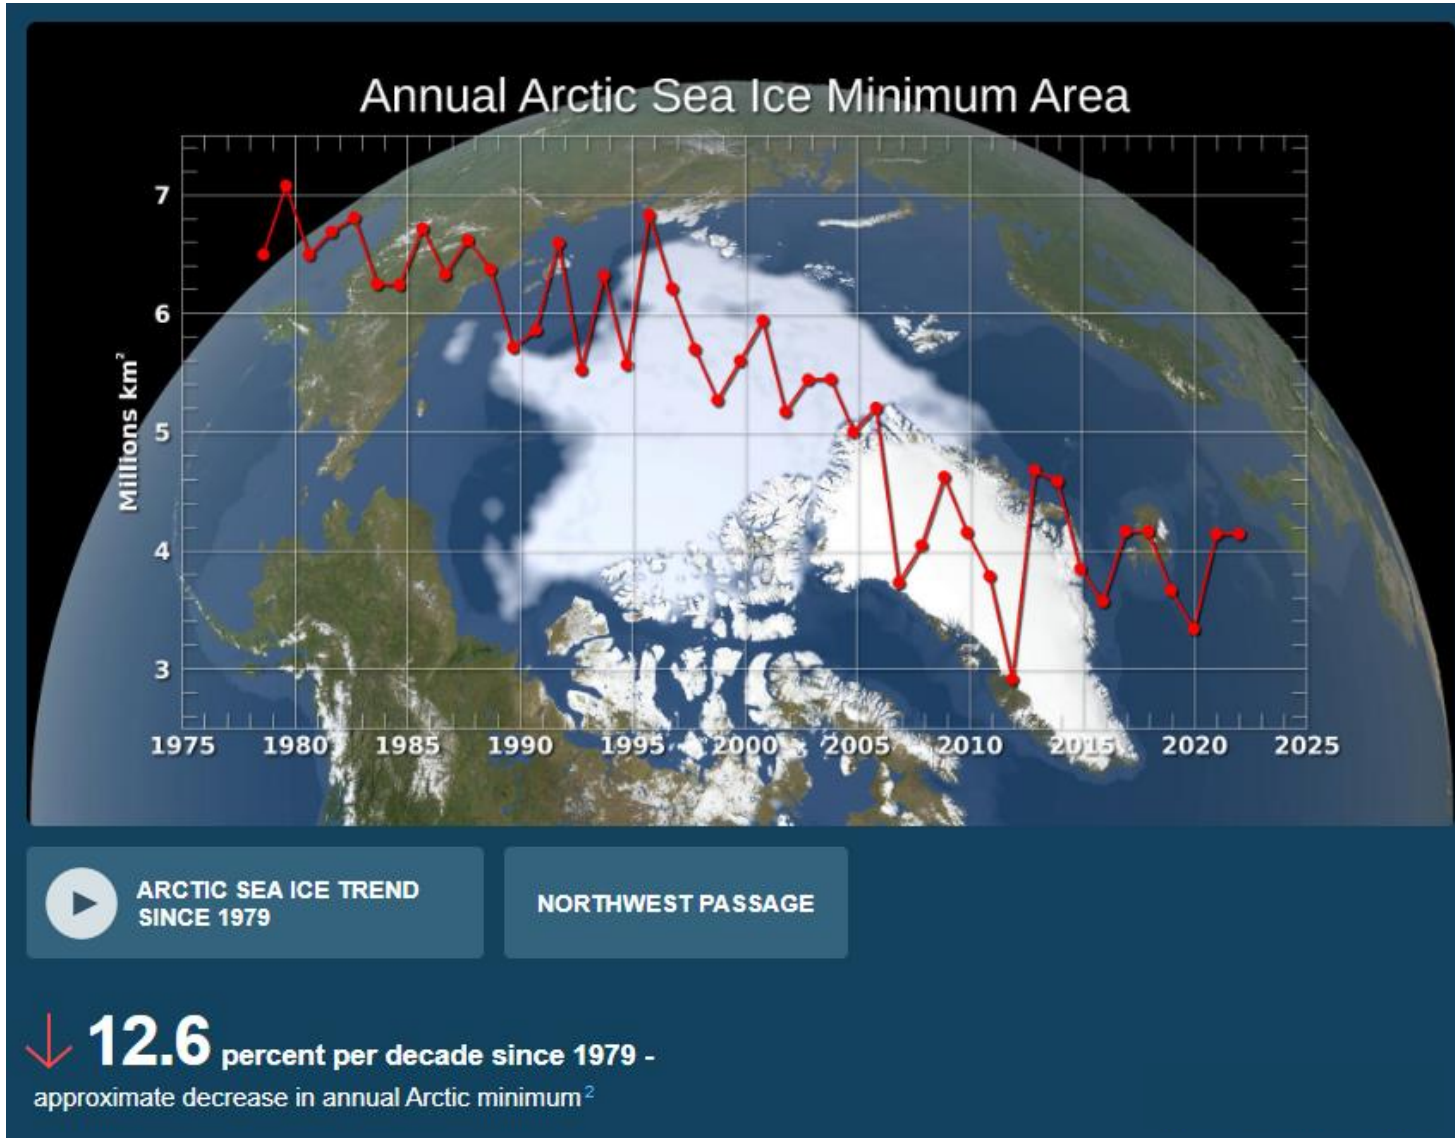 Annual Arctic Sea Ice Minimum Area
7
6
5
4
3
Millions km²
1975 1980 1985 1990 1995 2000 2005 2010 2015 2020 2025
ARCTIC SEA ICE TREND
SINCE 1979
NORTHWEST PASSAGE
12.6 percent per decade since 1979 -
approximate decrease in annual Arctic minimum 2